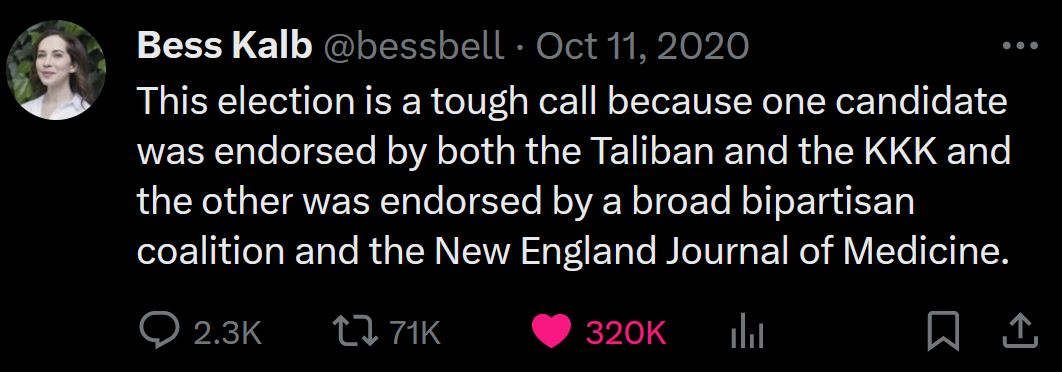 Bess Kalb @bessbell · Oct 11, 2020
This election is a tough call because one candidate
was endorsed by both the Taliban and the KKK and
the other was endorsed by a broad bipartisan
coalition and the New England Journal of Medicine.
2.3K 71K 320K